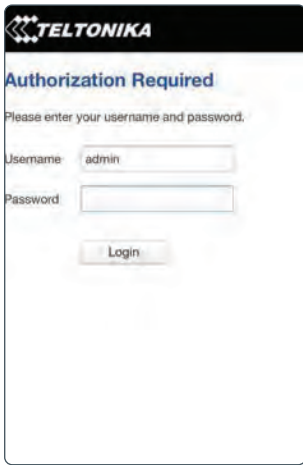 TELTONIKA
Authorization Required
Please enter your username and password.
Username admin
Password
Login